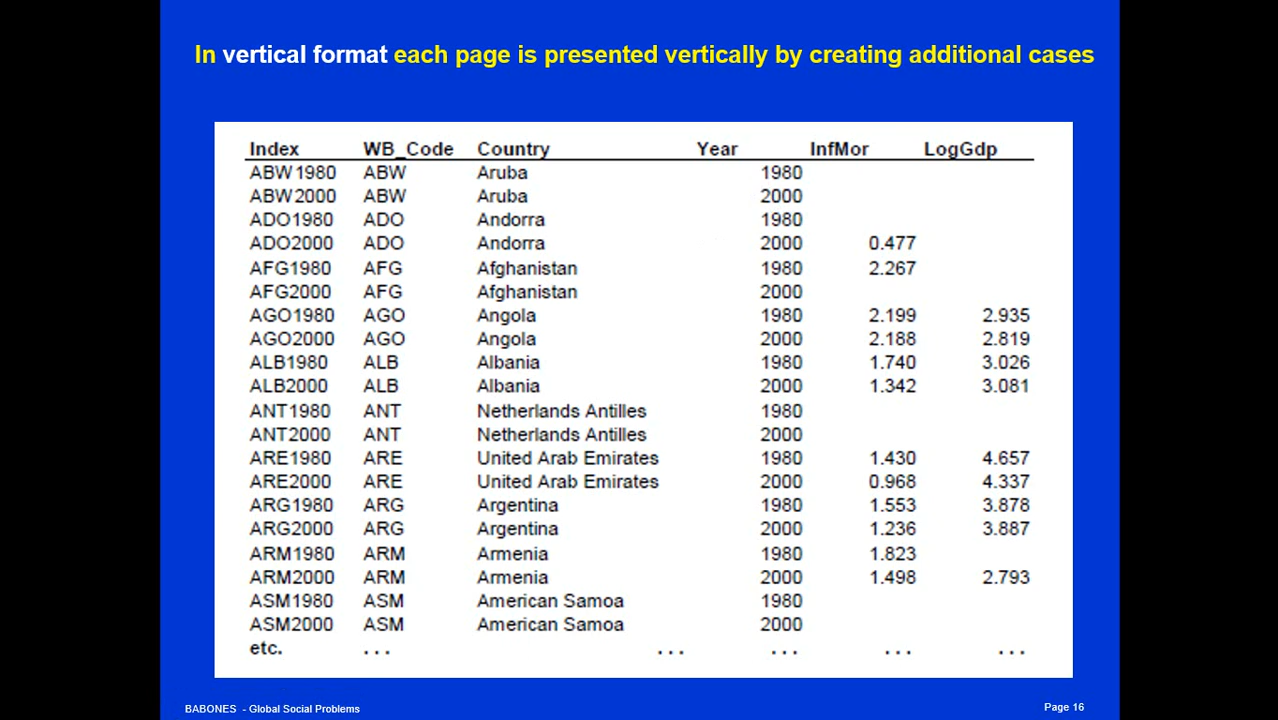 In vertical format each page is presented vertically by creating additional cases
Index WB_Code Country Year InfMor LogGdp
ABW1980 ABW Aruba 1980
ABW2000 ABW Aruba 2000
ADO1980 ADO Andorra 1980
ADO2000 ADO Andorra 2000 0.477
AFG1980 AFG Afghanistan 1980 2.267
AFG2000 AFG Afghanistan 2000
AGO1980 AGO Angola 1980 2.199 2.935
AGO2000 AGO Angola 2000 2.188 2.819
ALB1980 ALB Albania 1980 1.740 3.026
ALB2000 ALB Albania 2000 1.342 3.081
ANT1980 ANT Netherlands Antilles 1980
ANT2000 ANT Netherlands Antilles 2000
ARE1980 ARE United Arab Emirates 1980 1.430 4.657
ARE2000 ARE United Arab Emirates 2000 0.968 4.337
ARG1980 ARG Argentina 1980 1.553 3.878
ARG2000 ARG Argentina 2000 1.236 3.887
ARM1980 ARM Armenia 1980 1.823
ARM2000 ARM Armenia 2000 1.498 2.793
ASM1980 ASM American Samoa 1980
ASM2000 ASM American Samoa 2000
etc. ... ... ... ... ...
BABONES - Global Social Problems Page 16